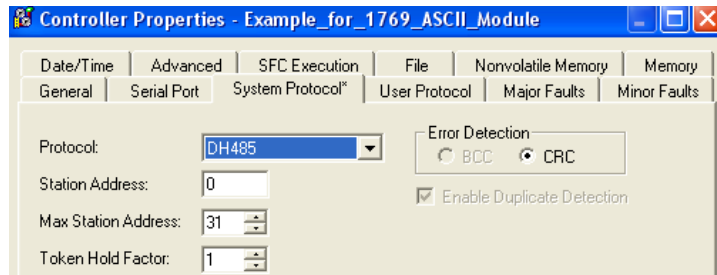 Controller Properties - Example_for_1769_ASCII_Module
Date/Time Advanced SFC Execution File Nonvolatile Memory Memory
General Serial Port System Protocol* User Protocol Major Faults Minor Faults
Protocol: DH485
Error Detection
BCC CRC
Station Address: 0
Enable Duplicate Detection
Max Station Address: 31
Token Hold Factor: 1